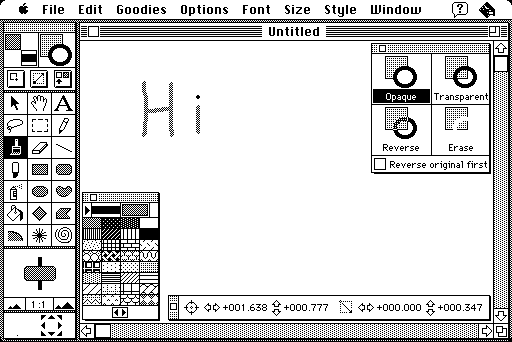 File Edit Goodies Options Font Size Style Window
Untitled
Opaque Transparent
Reverse Erase
Reverse original first
Hi
A
1:1
+001.638 +000.777 +000.000 +000.347